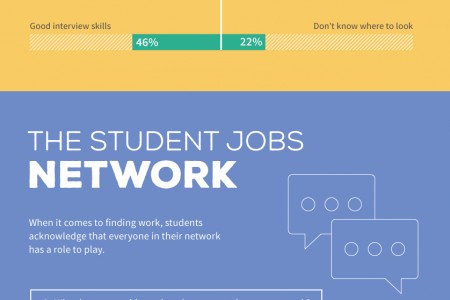 Good interview skills
Don't know where to look
46%
22%
THE STUDENT JOBS
NETWORK
When it comes to finding work, students
acknowledge that everyone in their network
has a role to play.